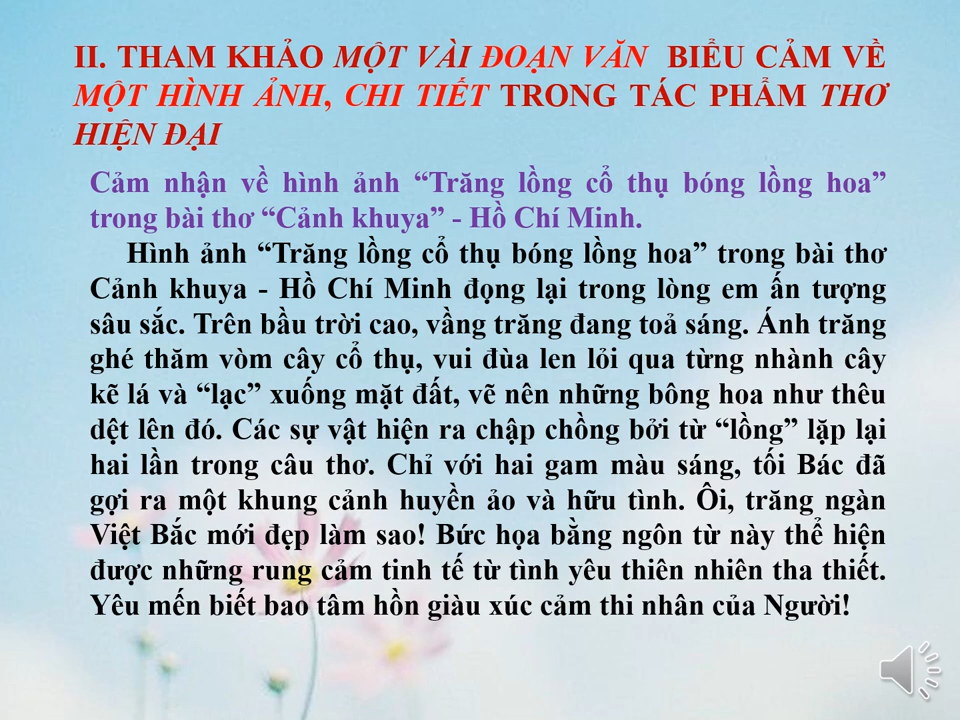 II. THAM KHẢO MỘT VÀI ĐOẠN VĂN BIỂU CẢM VỀ
MỘT HÌNH ẢNH, CHI TIẾT TRONG TÁC PHẨM THƠ
HIỆN ĐẠI
Cảm nhận về hình ảnh “Trăng lồng cổ thụ bóng lồng hoa”
trong bài thơ “Cảnh khuya” - Hồ Chí Minh.
Hình ảnh “Trăng lồng cổ thụ bóng lồng hoa” trong bài thơ
Cảnh khuya - Hồ Chí Minh đọng lại trong lòng em ấn tượng
sâu sắc. Trên bầu trời cao, vầng trăng đang toả sáng. Ánh trăng
ghé thăm vòm cây cổ thụ, vui đùa len lỏi qua từng nhành cây
kẽ lá và “lạc” xuống mặt đất, vẽ nên những bông hoa như thêu
dệt lên đó. Các sự vật hiện ra chập chồng bởi từ “lồng” lặp lại
hai lần trong câu thơ. Chỉ với hai gam màu sáng, tối Bác đã
gợi ra một khung cảnh huyền ảo và hữu tình. Ôi, trăng ngàn
Việt Bắc mới đẹp làm sao! Bức họa bằng ngôn từ này thể hiện
được những rung cảm tinh tế từ tình yêu thiên nhiên tha thiết.
Yêu mến biết bao tâm hồn giàu xúc cảm thi nhân của Người!